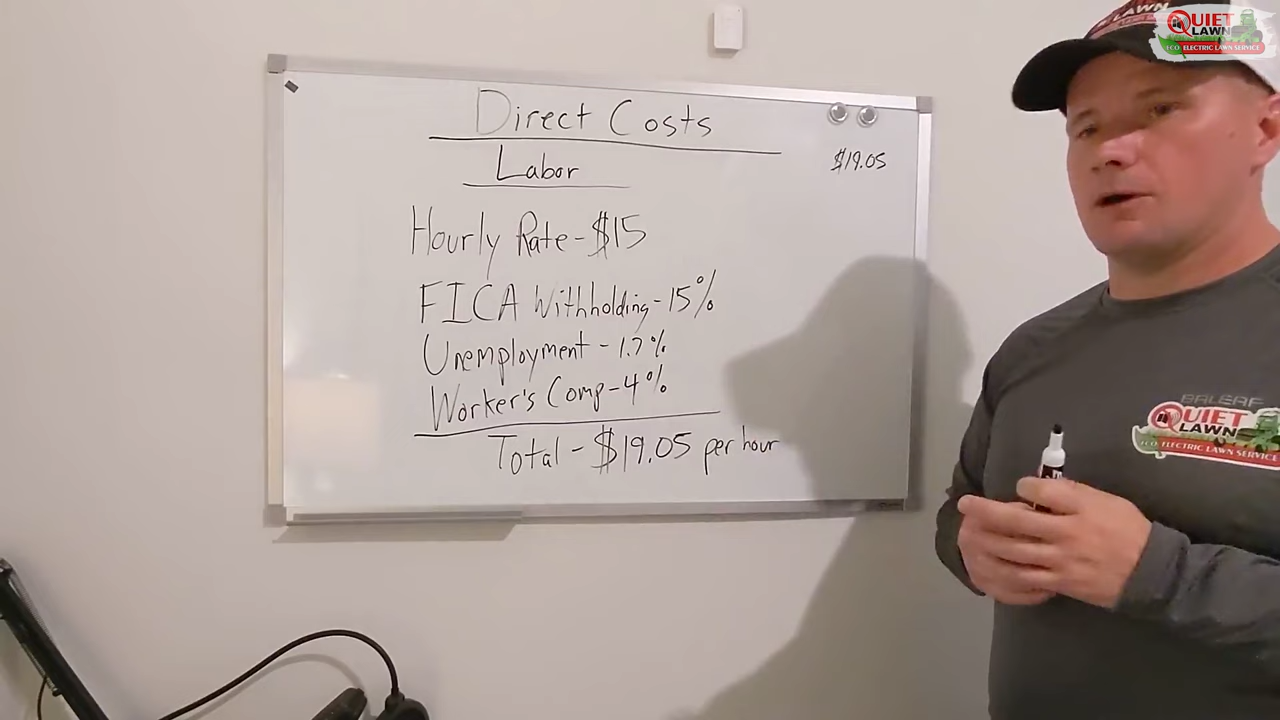 Direct Costs
$19.05
Labor
Hourly Rate - $15
FICA Withholding - 15%
Unemployment - 1.7%
Worker's Comp - 4%
Total - $19.05 per hour
QUIET
LAWN
ECO ELECTRIC LAWN SERVICE
BALEAF
QUIET
LAWN
ECO ELECTRIC LAWN SERVICE